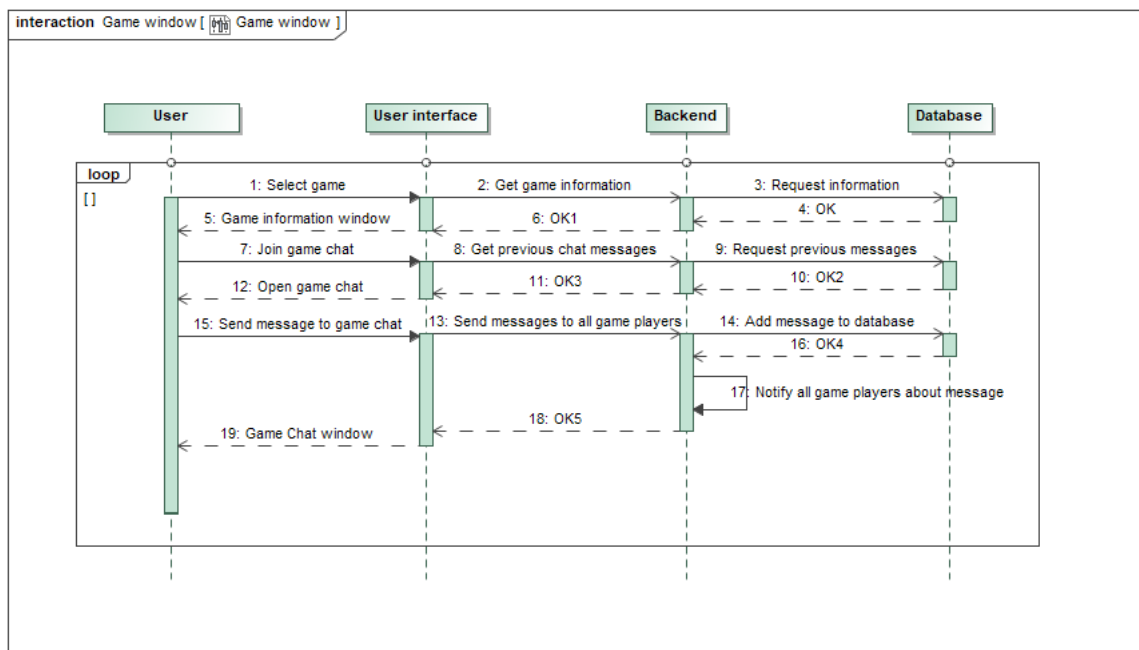 interaction Game window [ Game window ]
User
User interface
Backend
Database
loop
[ ]
1: Select game
2: Get game information
3: Request information
4: OK
5: Game information window
6: OK1
7: Join game chat
8: Get previous chat messages
9: Request previous messages
10: OK2
11: OK3
12: Open game chat
15: Send message to game chat
13: Send messages to all game players
14: Add message to database
16: OK4
17: Notify all game players about message
18: OK5
19: Game Chat window